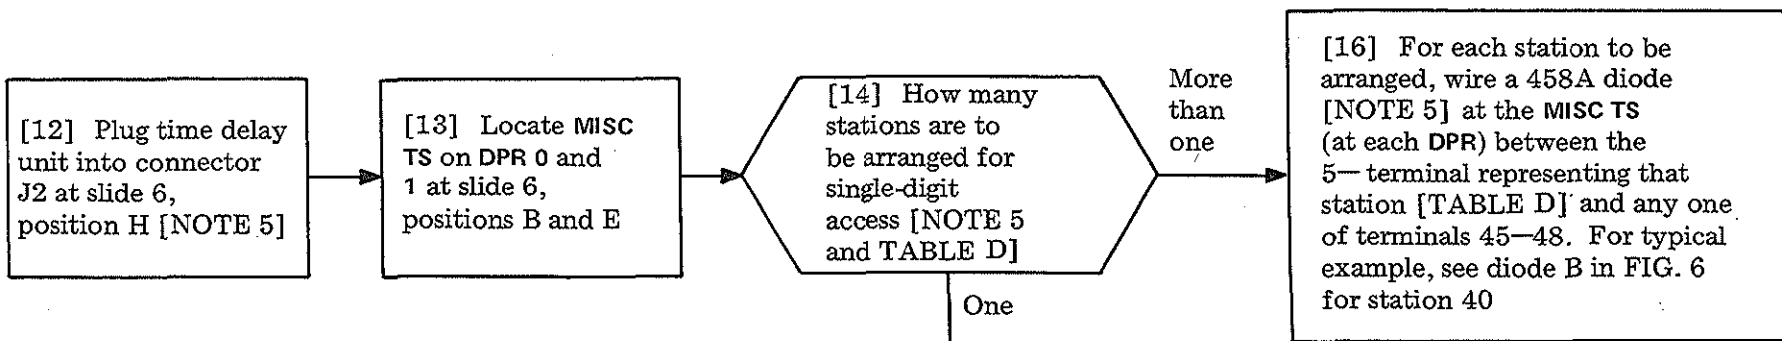 [12] Plug time delay
unit into connector
J2 at slide 6,
position H [NOTE 5]
[13] Locate MISC
TS on DPR 0 and
1 at slide 6,
positions B and E
[14] How many
stations are to
be arranged for
single-digit
access [NOTE 5
and TABLE D]
More
than
one
One
[16] For each station to be
arranged, wire a 458A diode
[NOTE 5] at the MISC TS
(at each DPR) between the
5— terminal representing that
station [TABLE D] and any one
of terminals 45—48. For typical
example, see diode B in FIG. 6
for station 40